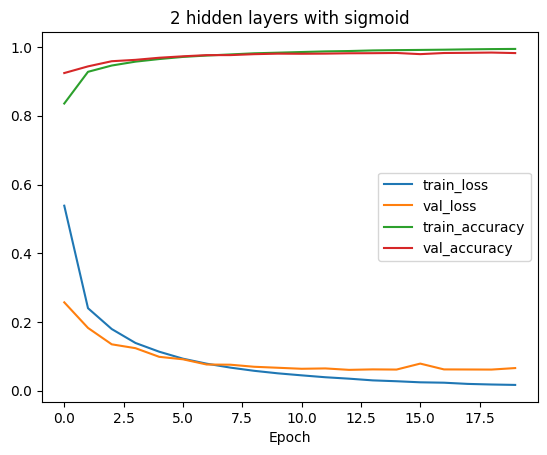 2 hidden layers with sigmoid
1.0
0.8
0.6
0.4
0.2
0.0
train_loss
val_loss
train_accuracy
val_accuracy
0.0 2.5 5.0 7.5 10.0 12.5 15.0 17.5
Epoch